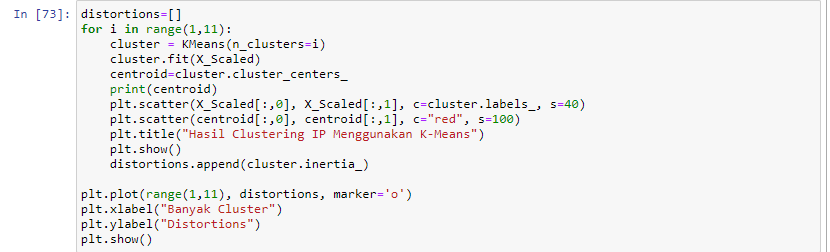 In [73]: distortions=[]
for i in range(1,11):
    cluster = KMeans(n_clusters=i)
    cluster.fit(X_Scaled)
    centroid=cluster.cluster_centers_
    print(centroid)
    plt.scatter(X_Scaled[:,0], X_Scaled[:,1], c=cluster.labels_, s=40)
    plt.scatter(centroid[:,0], centroid[:,1], c="red", s=100)
    plt.title("Hasil Clustering IP Menggunakan K-Means")
    plt.show()
    distortions.append(cluster.inertia_)

plt.plot(range(1,11), distortions, marker='o')
plt.xlabel("Banyak Cluster")
plt.ylabel("Distortions")
plt.show()